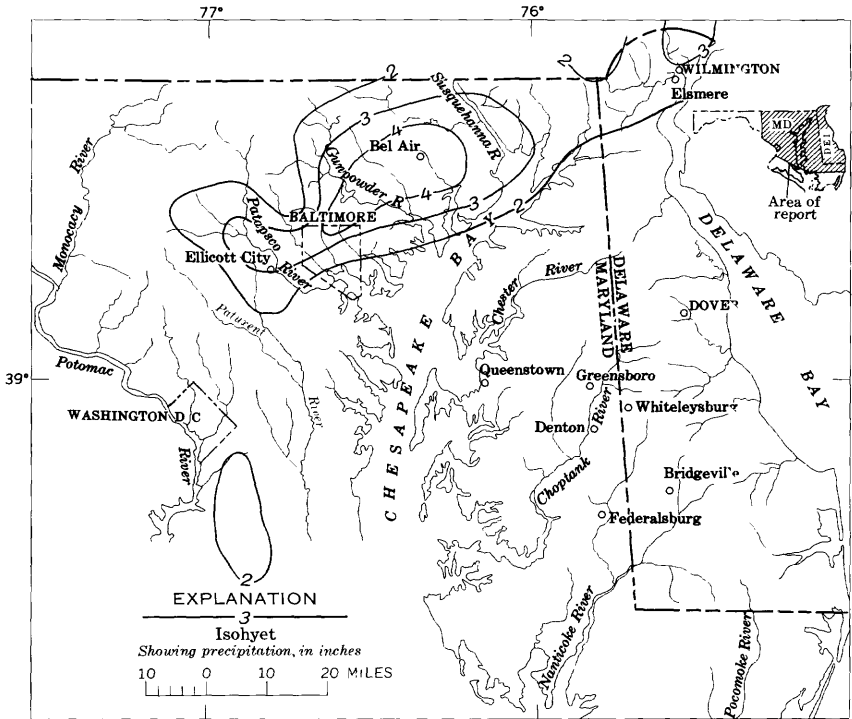 77°
76°
2
2
3
WILMINGTON
Elsmere
MD
DEL
Area of
report
Susquehanna R
3
4
Bel Air
Gunpowder R
4
3
2
Monocacy River
Patapsco River
BALTIMORE
Ellicott City
Patuxent River
CHESAPEAKE BAY
Chester River
DELAWARE
MARYLAND
DELAWARE BAY
DOVER
39°
Potomac River
WASHINGTON D C
Queenstown
Greensboro
Whiteleysburg
Denton
Choptank River
Bridgeville
Federalsburg
Nanticoke River
Pocomoke River
2
EXPLANATION
3
Isohyet
Showing precipitation, in inches
10 0 10 20 MILES